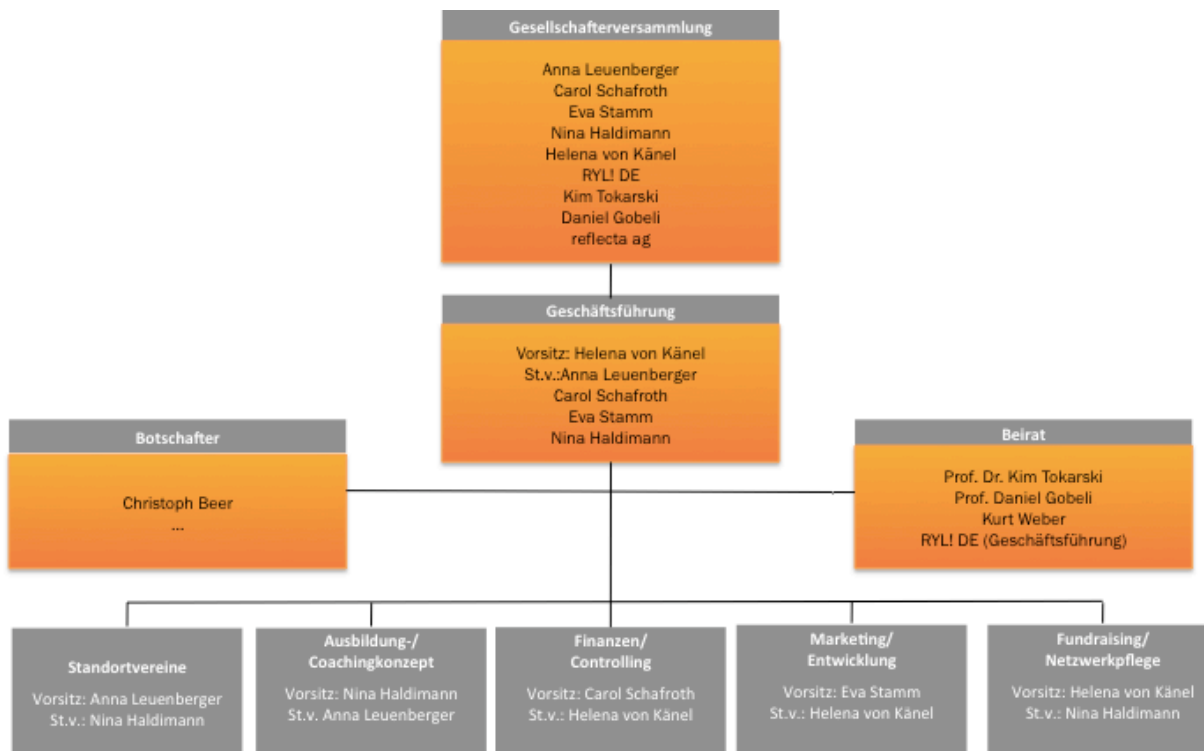 Gesellschafterversammlung
Anna Leuenberger
Carol Schafroth
Eva Stamm
Nina Haldimann
Helena von Känel
RYL! DE
Kim Tokarski
Daniel Gobeli
reflecta ag
Geschäftsführung
Vorsitz: Helena von Känel
St.v.:Anna Leuenberger
Carol Schafroth
Eva Stamm
Nina Haldimann
Botschafter
Christoph Beer
...
Beirat
Prof. Dr. Kim Tokarski
Prof. Daniel Gobeli
Kurt Weber
RYL! DE (Geschäftsführung)
Standortvereine
Vorsitz: Anna Leuenberger
St.v.: Nina Haldimann
Ausbildung-/
Coachingkonzept
Vorsitz: Nina Haldimann
St.v. Anna Leuenberger
Finanzen/
Controlling
Vorsitz: Carol Schafroth
St.v.: Helena von Känel
Marketing/
Entwicklung
Vorsitz: Eva Stamm
St.v.: Helena von Känel
Fundraising/
Netzwerkpflege
Vorsitz: Helena von Känel
St.v.: Nina Haldimann